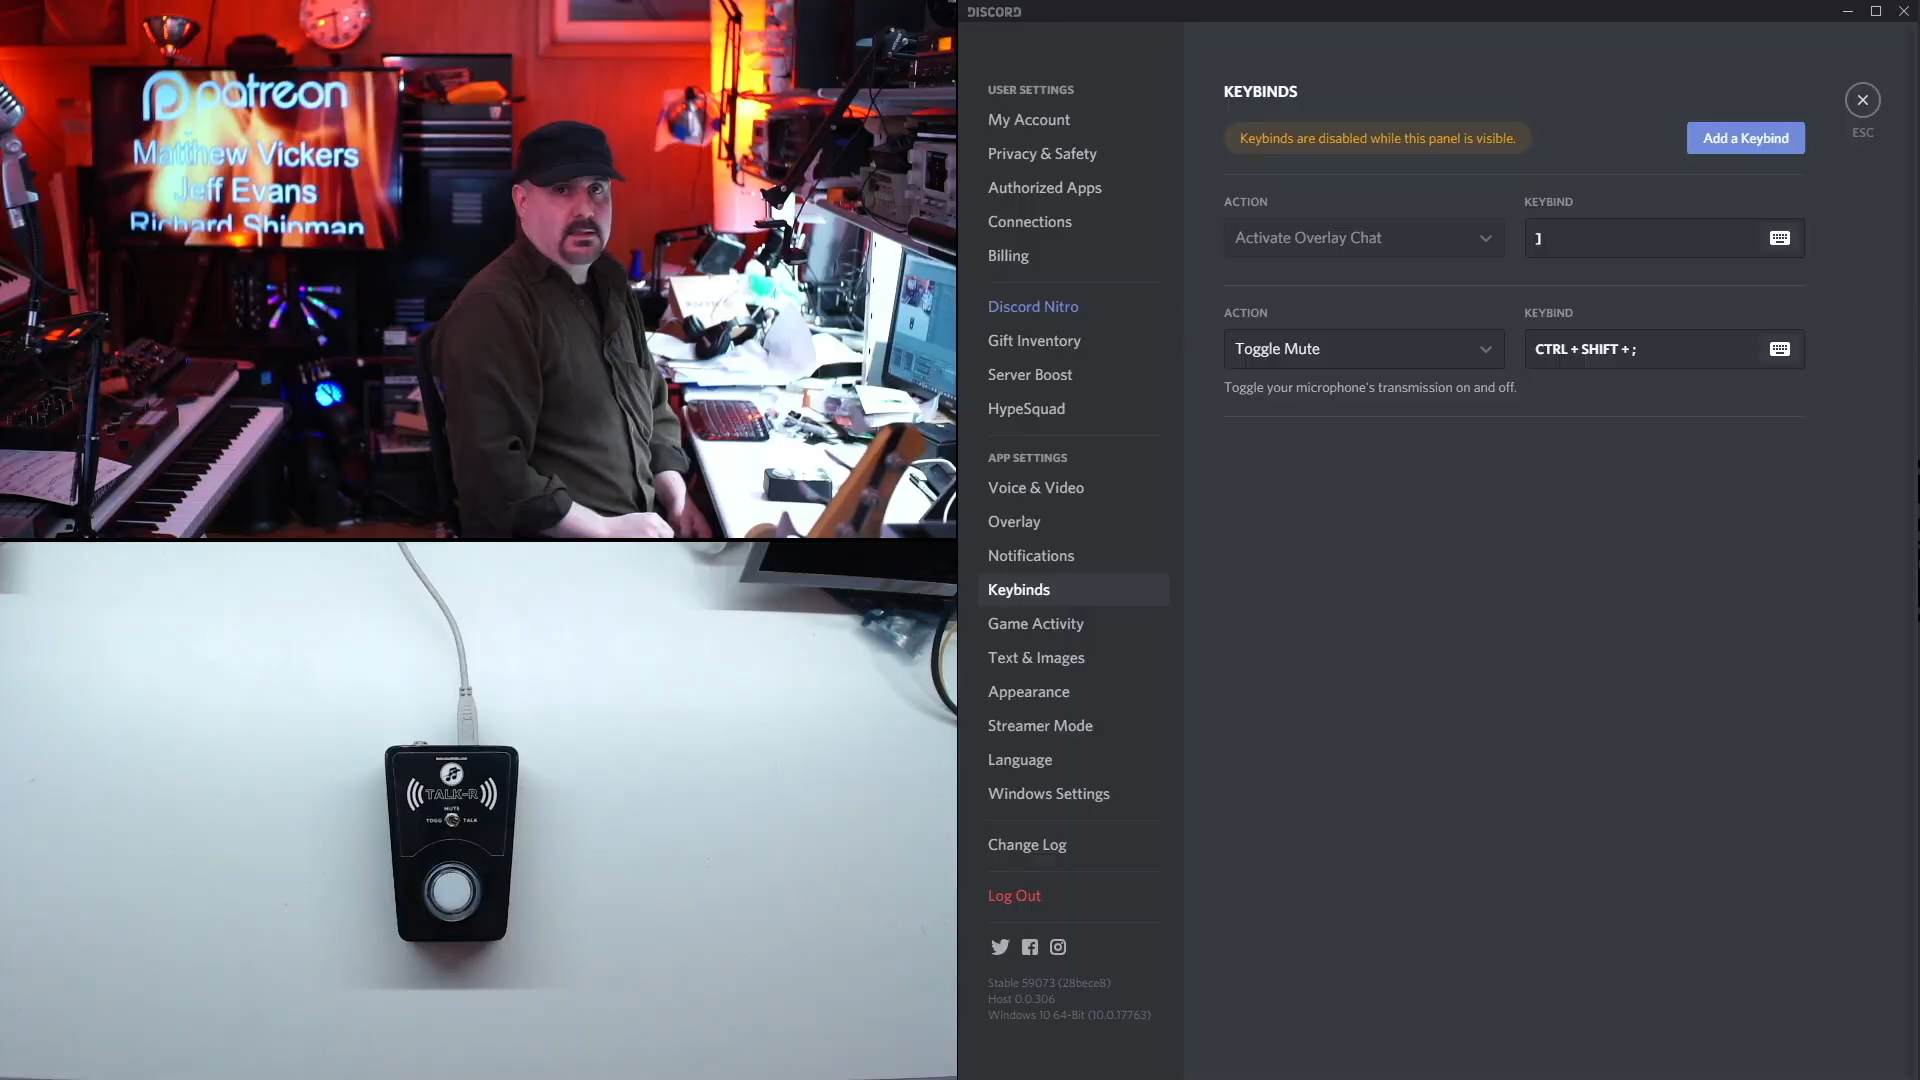 patreon
Matthew Vickers
Jeff Evans
Richard Shipman
TALK-R
MUTE
TOGG
TALK
DISCORD
USER SETTINGS
My Account
Privacy & Safety
Authorized Apps
Connections
Billing
Discord Nitro
Gift Inventory
Server Boost
HypeSquad
APP SETTINGS
Voice & Video
Overlay
Notifications
Keybinds
Game Activity
Text & Images
Appearance
Streamer Mode
Language
Windows Settings
Change Log
Log Out
Stable 59073 (28bece8)
Host 0.0.306
Windows 10 64-Bit (10.0.17763)
KEYBINDS
Keybinds are disabled while this panel is visible.
Add a Keybind
ESC
ACTION
KEYBIND
Activate Overlay Chat
]
ACTION
KEYBIND
Toggle Mute
CTRL + SHIFT + ;
Toggle your microphone's transmission on and off.